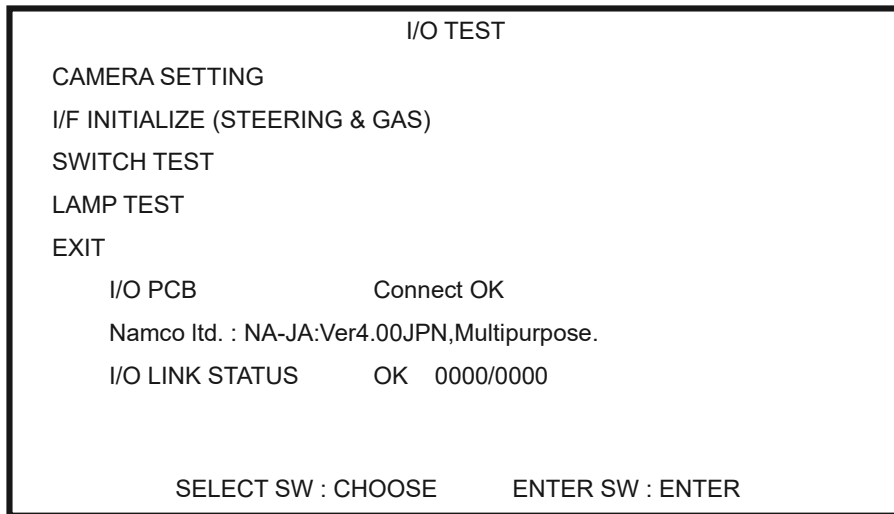 I/O TEST
CAMERA SETTING
I/F INITIALIZE (STEERING & GAS)
SWITCH TEST
LAMP TEST
EXIT
I/O PCB Connect OK
Namco ltd. : NA-JA:Ver4.00JPN,Multipurpose.
I/O LINK STATUS OK 0000/0000
SELECT SW : CHOOSE ENTER SW : ENTER